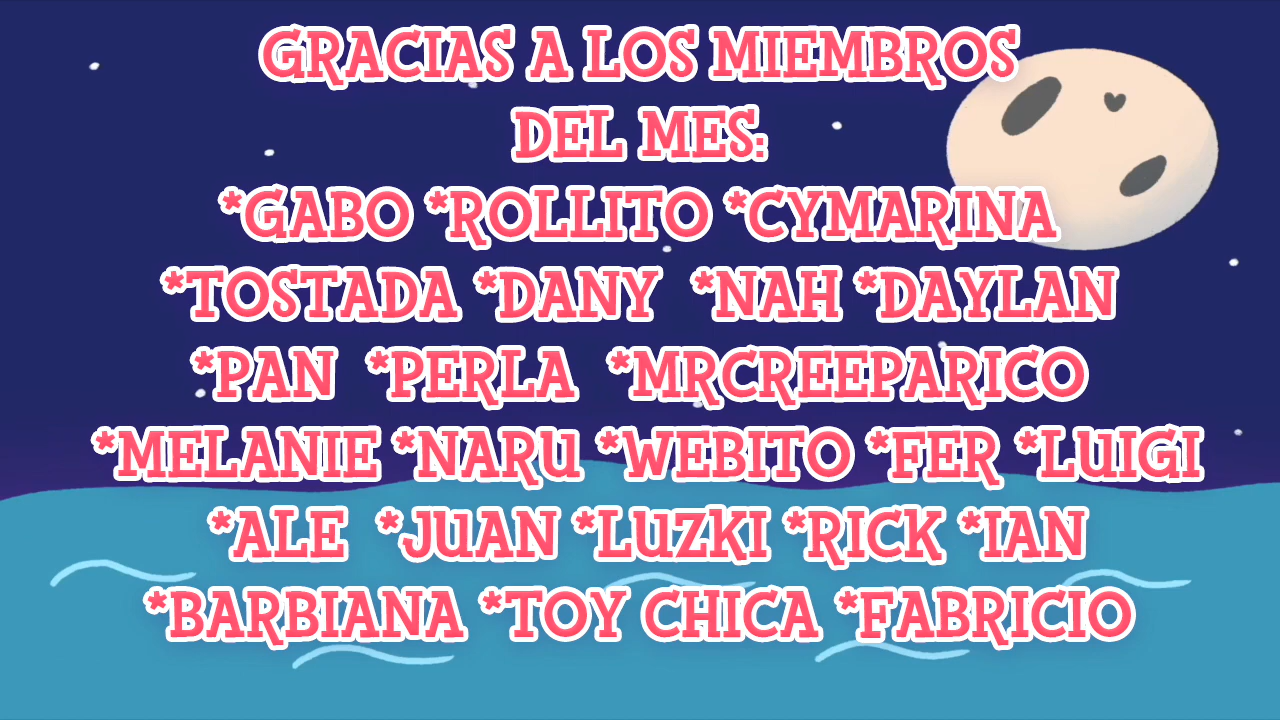 GRACIAS A LOS MIEMBROS
DEL MES:
*GABO *ROLLITO *CYMARINA
*TOSTADA *DANY *NAH *DAYLAN
*PAN *PERLA *MRCREEPARICO
*MELANIE *NARU *WEBITO *FER *LUIGI
*ALE *JUAN *LUZKI *RICK *IAN
*BARBIANA *TOY CHICA *FABRICIO